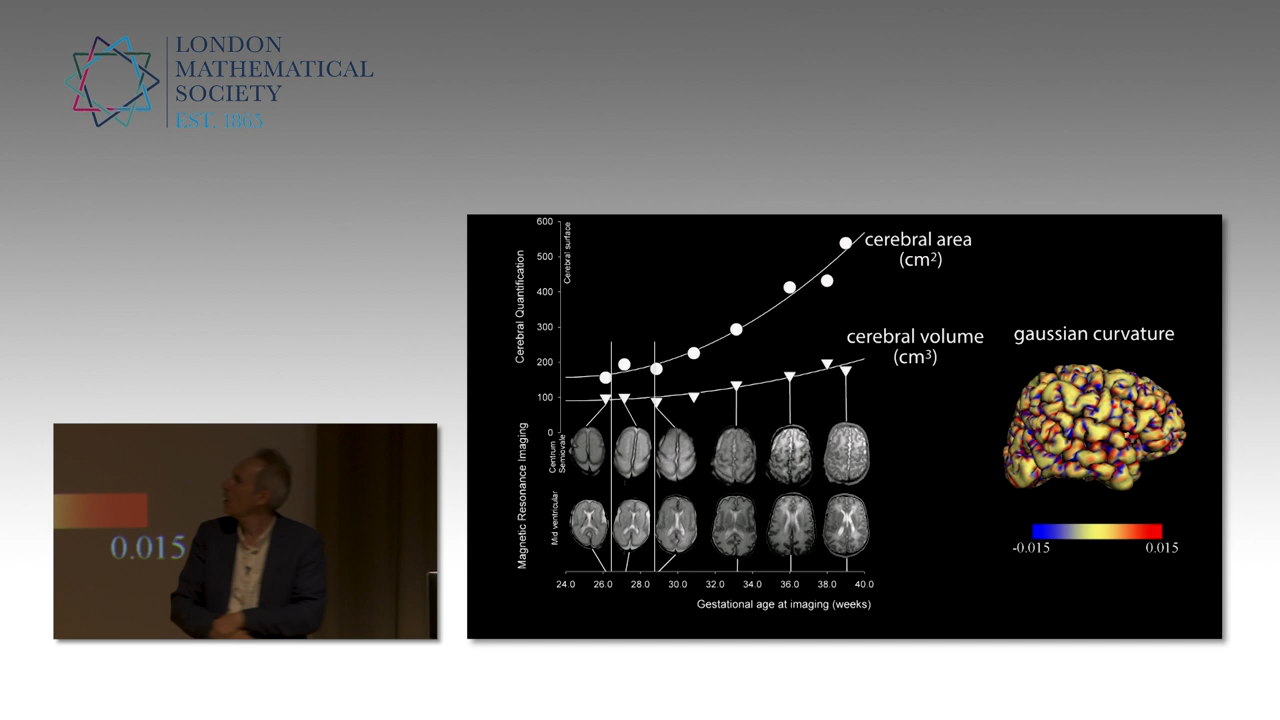 LONDON
MATHEMATICAL
SOCIETY
EST. 1865
600
500
400
300
200
100
0
Cerebral Quantification
Cerebral surface
cerebral area
(cm²)
cerebral volume
(cm³)
gaussian curvature
Magnetic Resonance Imaging
Centrum
Semiovale
Mid ventricular
24.0 26.0 28.0 30.0 32.0 34.0 36.0 38.0 40.0
Gestational age at imaging (weeks)
-0.015 0.015
0.015